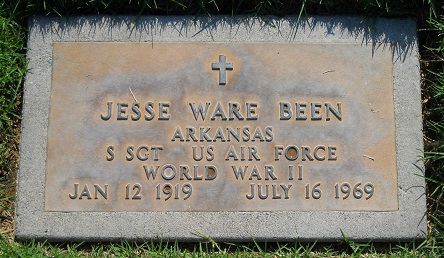 JESSE WARE BEEN
ARKANSAS
S SGT US AIR FORCE
WORLD WAR II
JAN 12 1919 JULY 16 1969